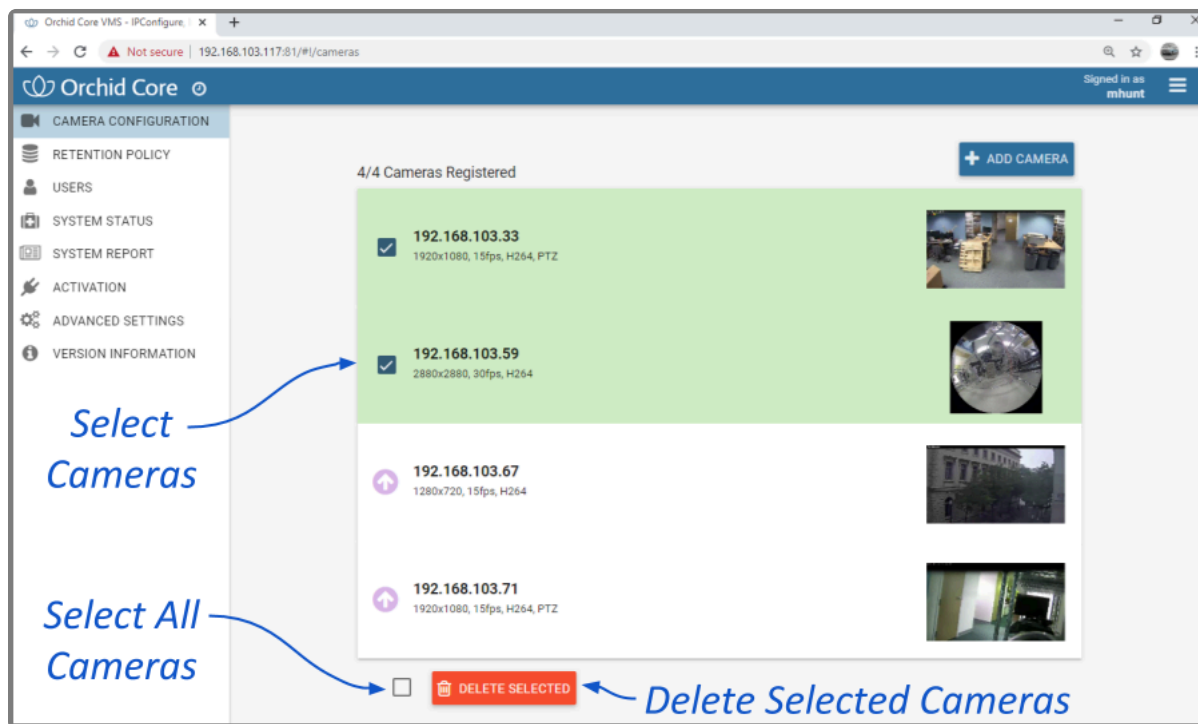 Orchid Core VMS - IPConfigure,
Not secure | 192.168.103.117:81/#!/cameras
Orchid Core
Signed in as
mhunt
CAMERA CONFIGURATION
RETENTION POLICY
USERS
SYSTEM STATUS
SYSTEM REPORT
ACTIVATION
ADVANCED SETTINGS
VERSION INFORMATION
4/4 Cameras Registered
ADD CAMERA
192.168.103.33
1920x1080, 15fps, H264, PTZ
192.168.103.59
2880x2880, 30fps, H264
192.168.103.67
1280x720, 15fps, H264
192.168.103.71
1920x1080, 15fps, H264, PTZ
Select
Cameras
Select All
Cameras
DELETE SELECTED
Delete Selected Cameras